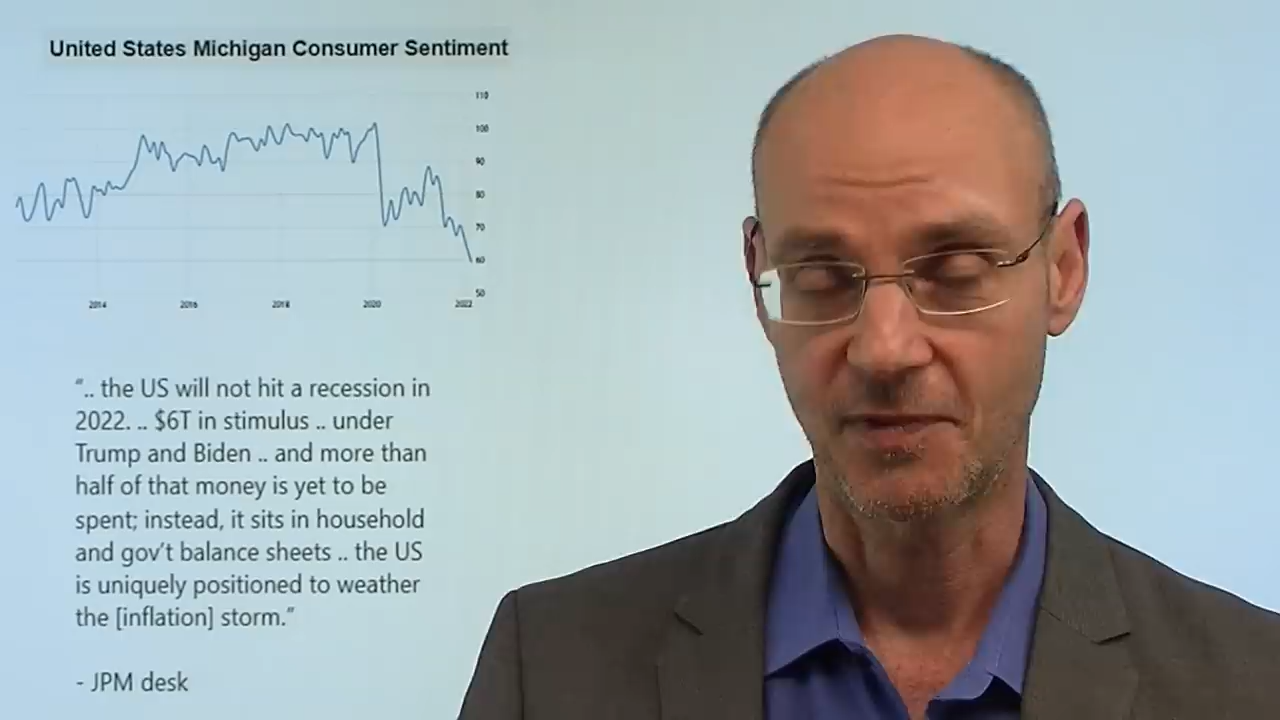 United States Michigan Consumer Sentiment
110
100
90
80
70
60
50
2014 2016 2018 2020 2022
“.. the US will not hit a recession in
2022. .. $6T in stimulus .. under
Trump and Biden .. and more than
half of that money is yet to be
spent; instead, it sits in household
and gov’t balance sheets .. the US
is uniquely positioned to weather
the [inflation] storm.”
- JPM desk